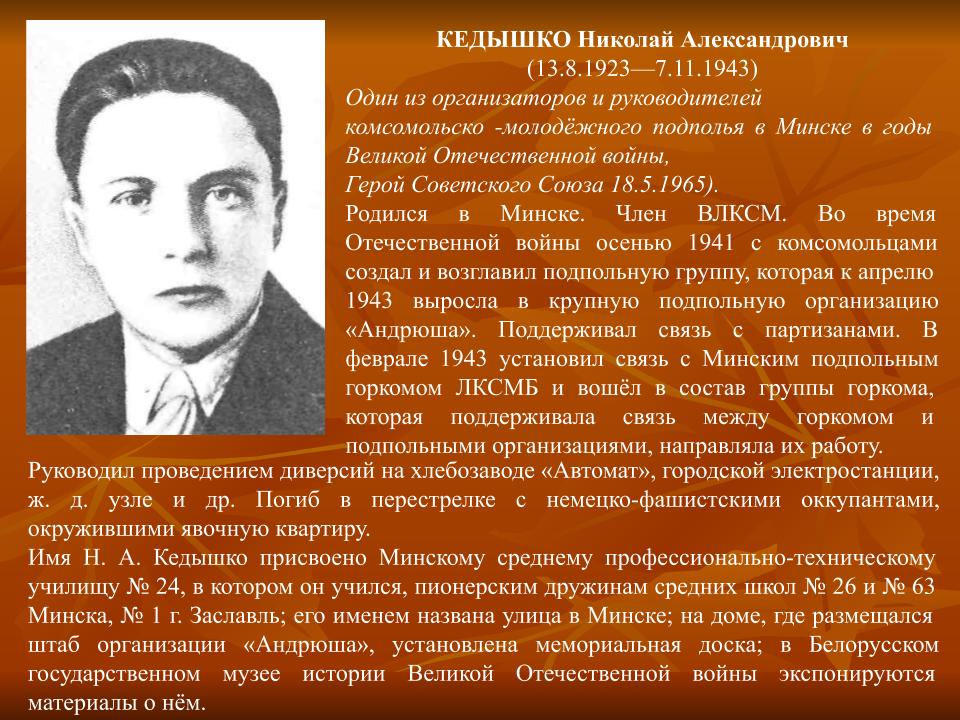 КЕДЫШКО Николай Александрович
(13.8.1923—7.11.1943)
Один из организаторов и руководителей
комсомольско -молодёжного подполья в Минске в годы
Великой Отечественной войны,
Герой Советского Союза 18.5.1965).
Родился в Минске. Член ВЛКСМ. Во время
Отечественной войны осенью 1941 с комсомольцами
создал и возглавил подпольную группу, которая к апрелю
1943 выросла в крупную подпольную организацию
«Андрюша». Поддерживал связь с партизанами. В
феврале 1943 установил связь с Минским подпольным
горкомом ЛКСМБ и вошёл в состав группы горкома,
которая поддерживала связь между горкомом и
подпольными организациями, направляла их работу.
Руководил проведением диверсий на хлебозаводе «Автомат», городской электростанции,
ж. д. узле и др. Погиб в перестрелке с немецко-фашистскими оккупантами,
окружившими явочную квартиру.
Имя Н. А. Кедышко присвоено Минскому среднему профессионально-техническому
училищу № 24, в котором он учился, пионерским дружинам средних школ № 26 и № 63
Минска, № 1 г. Заславль; его именем названа улица в Минске; на доме, где размещался
штаб организации «Андрюша», установлена мемориальная доска; в Белорусском
государственном музее истории Великой Отечественной войны экспонируются
материалы о нём.